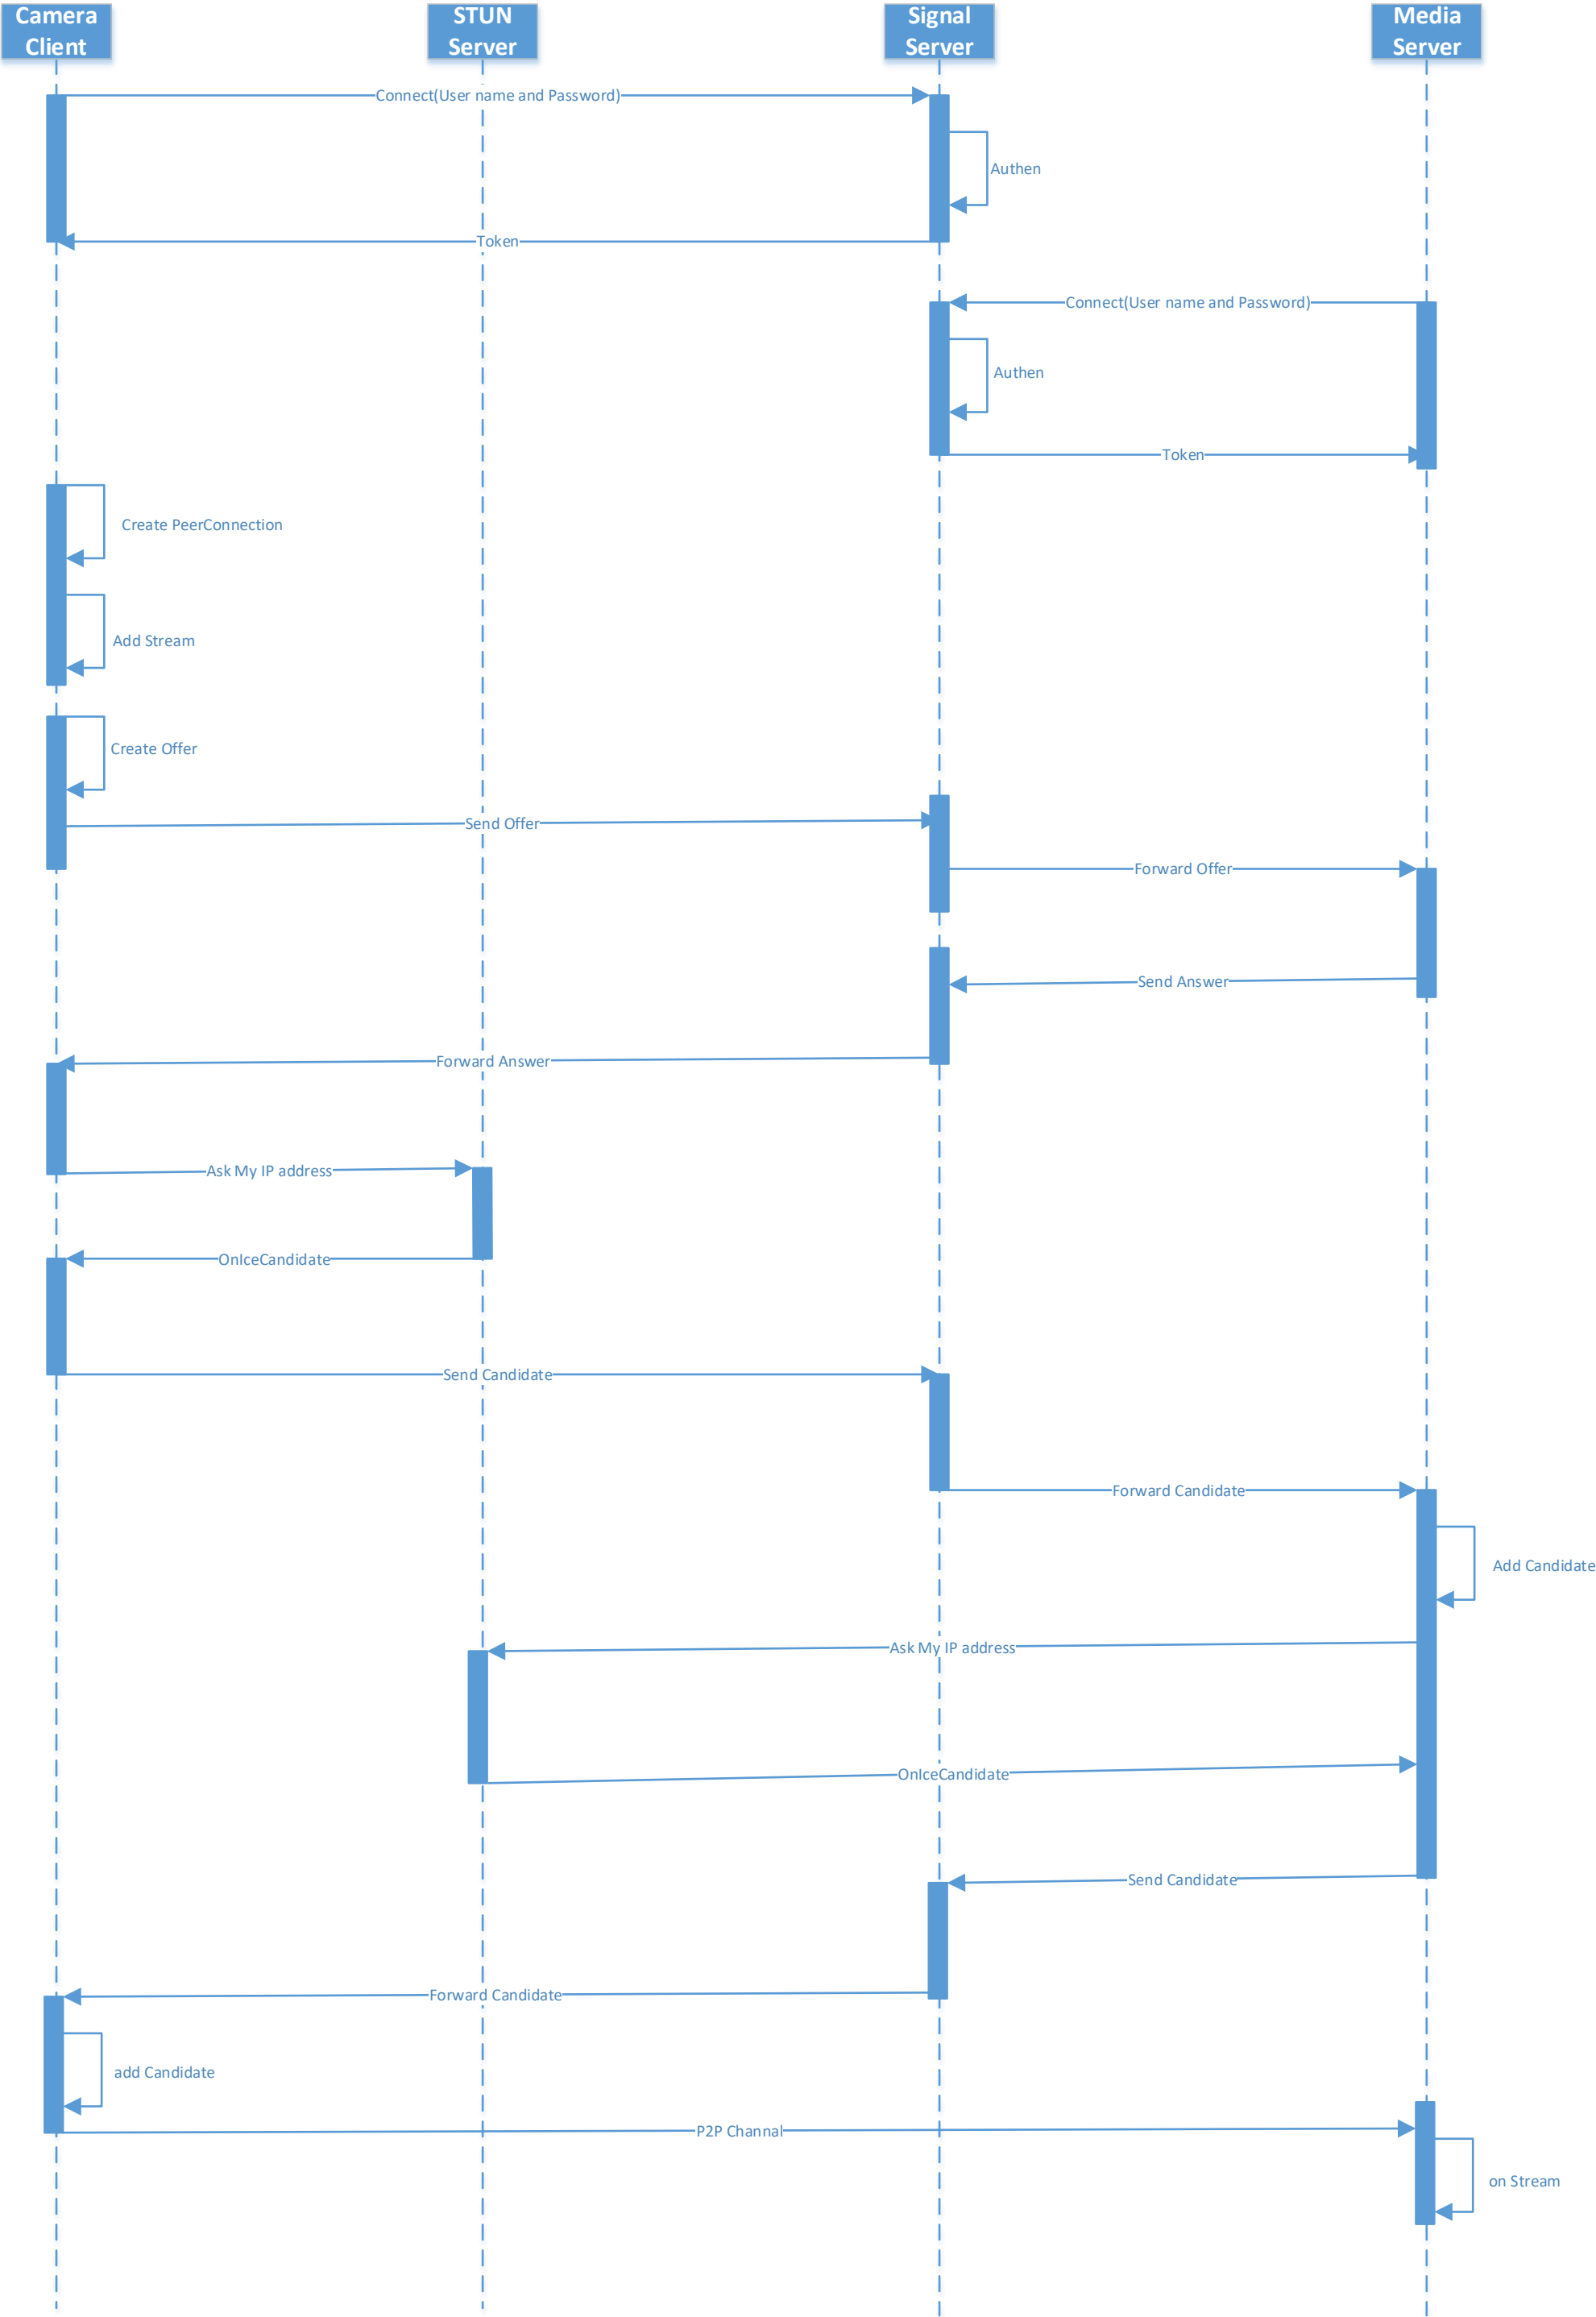 Camera
Client
STUN
Server
Signal
Server
Media
Server
Connect(User name and Password)
Authen
Token
Connect(User name and Password)
Authen
Token
Create PeerConnection
Add Stream
Create Offer
Send Offer
Forward Offer
Send Answer
Forward Answer
Ask My IP address
OnIceCandidate
Send Candidate
Forward Candidate
Add Candidate
Ask My IP address
OnIceCandidate
Send Candidate
Forward Candidate
add Candidate
P2P Channal
on Stream